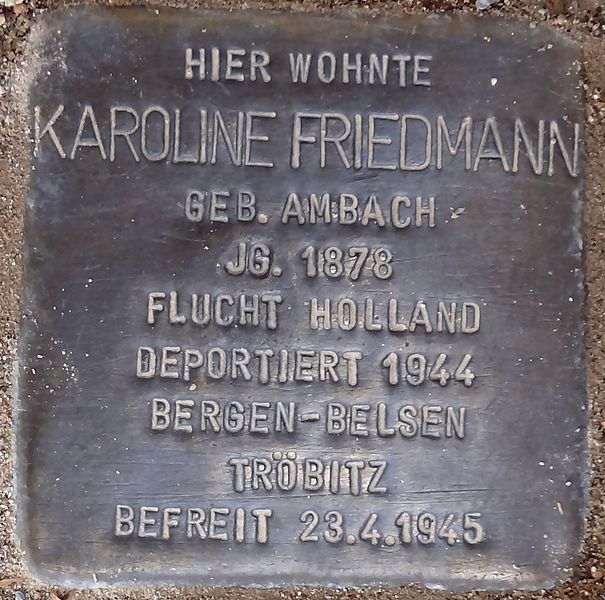 HIER WOHNTE
KAROLINE FRIEDMANN
GEB. AMBACH
JG. 1878
FLUCHT HOLLAND
DEPORTIERT 1944
BERGEN-BELSEN
TRÖBITZ
BEFREIT 23.4.1945